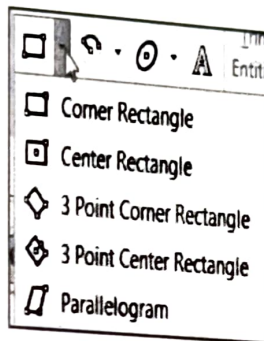 Corner Rectangle
Center Rectangle
3 Point Corner Rectangle
3 Point Center Rectangle
Parallelogram